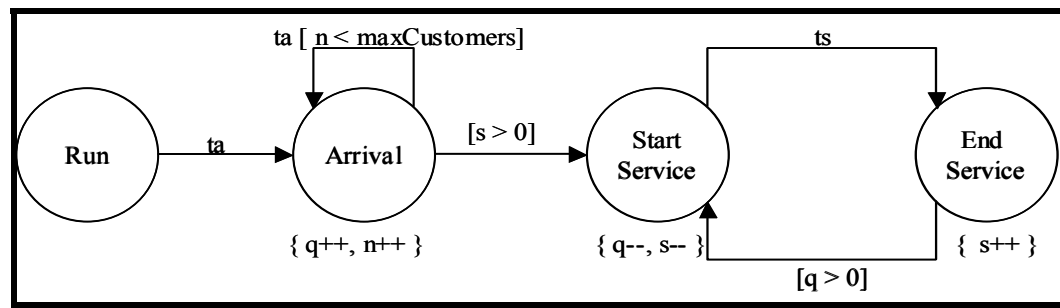 ta [ n < maxCustomers]
ts
Run
ta
Arrival
[s > 0]
Start
Service
End
Service
{ q++, n++ }
{ q--, s-- }
{ s++ }
[q > 0]